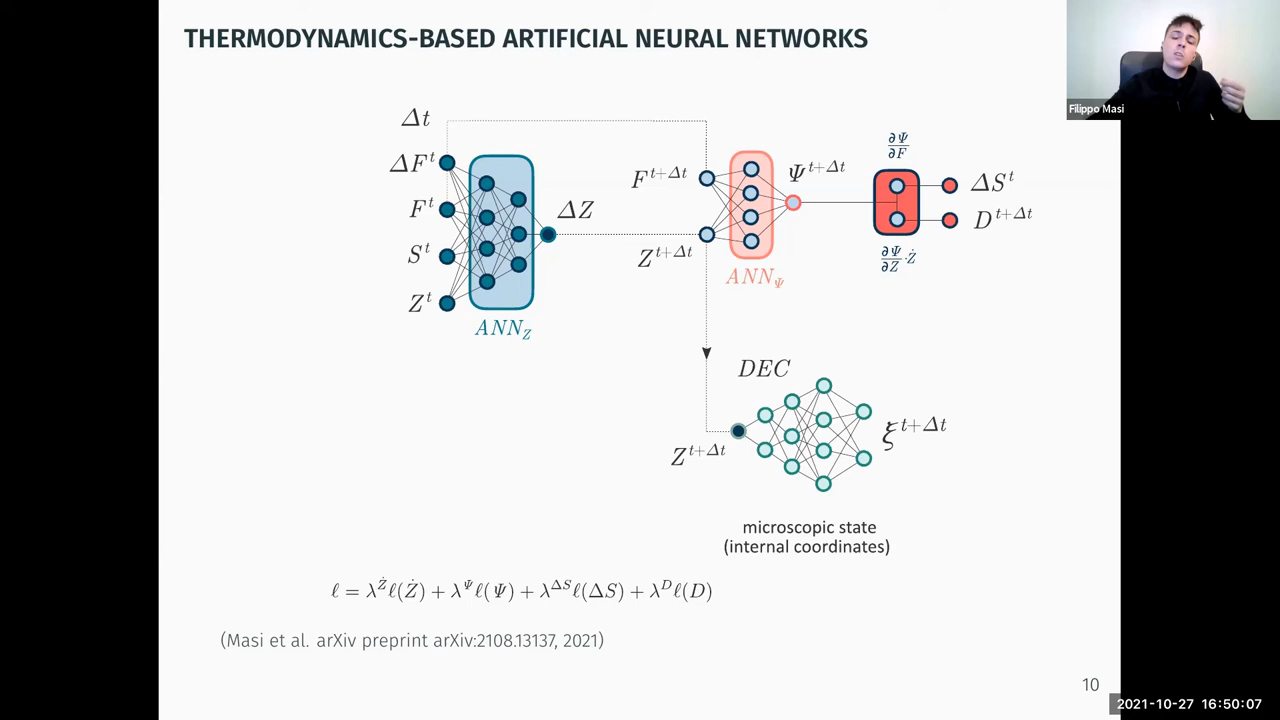 THERMODYNAMICS-BASED ARTIFICIAL NEURAL NETWORKS
Filippo Masi
Δt
ΔF^t
F^t
S^t
Z^t
ANN_Z
ΔZ
F^{t+Δt}
Z^{t+Δt}
ANN_Ψ
Ψ^{t+Δt}
∂Ψ/∂F
∂Ψ/∂Z · Ż
ΔS^t
D^{t+Δt}
DEC
Z^{t+Δt}
ξ^{t+Δt}
microscopic state
(internal coordinates)
ℓ = λ^Ż ℓ(Ż) + λ^Ψ ℓ(Ψ) + λ^{ΔS} ℓ(ΔS) + λ^D ℓ(D)
(Masi et al. arXiv preprint arXiv:2108.13137, 2021)
10
2021-10-27 16:50:07